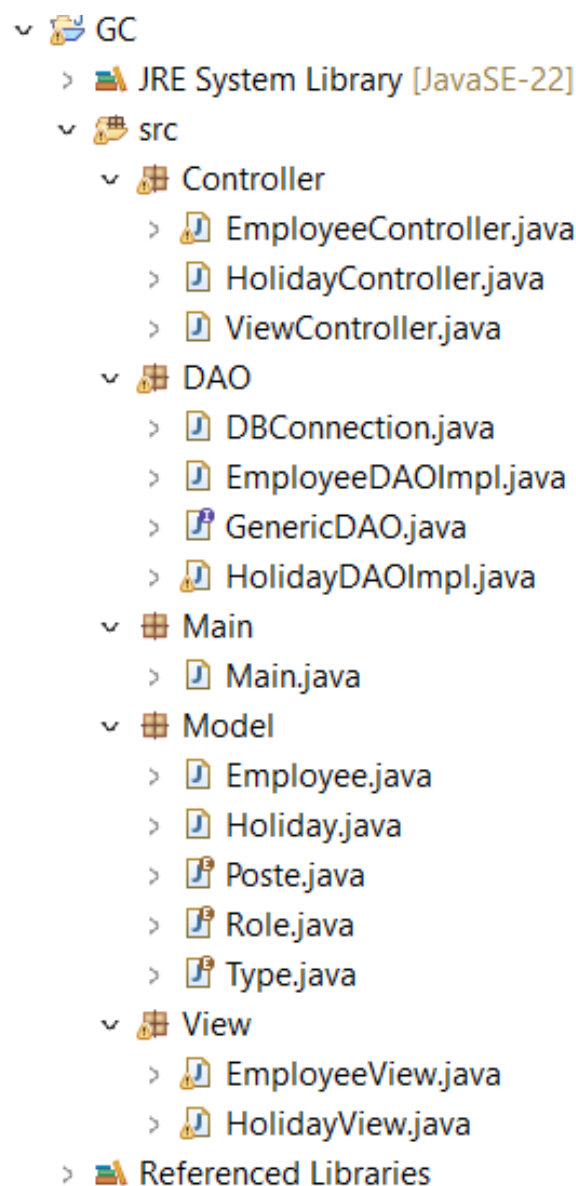 GC
JRE System Library [JavaSE-22]
src
Controller
EmployeeController.java
HolidayController.java
ViewController.java
DAO
DBConnection.java
EmployeeDAOImpl.java
GenericDAO.java
HolidayDAOImpl.java
Main
Main.java
Model
Employee.java
Holiday.java
Poste.java
Role.java
Type.java
View
EmployeeView.java
HolidayView.java
Referenced Libraries